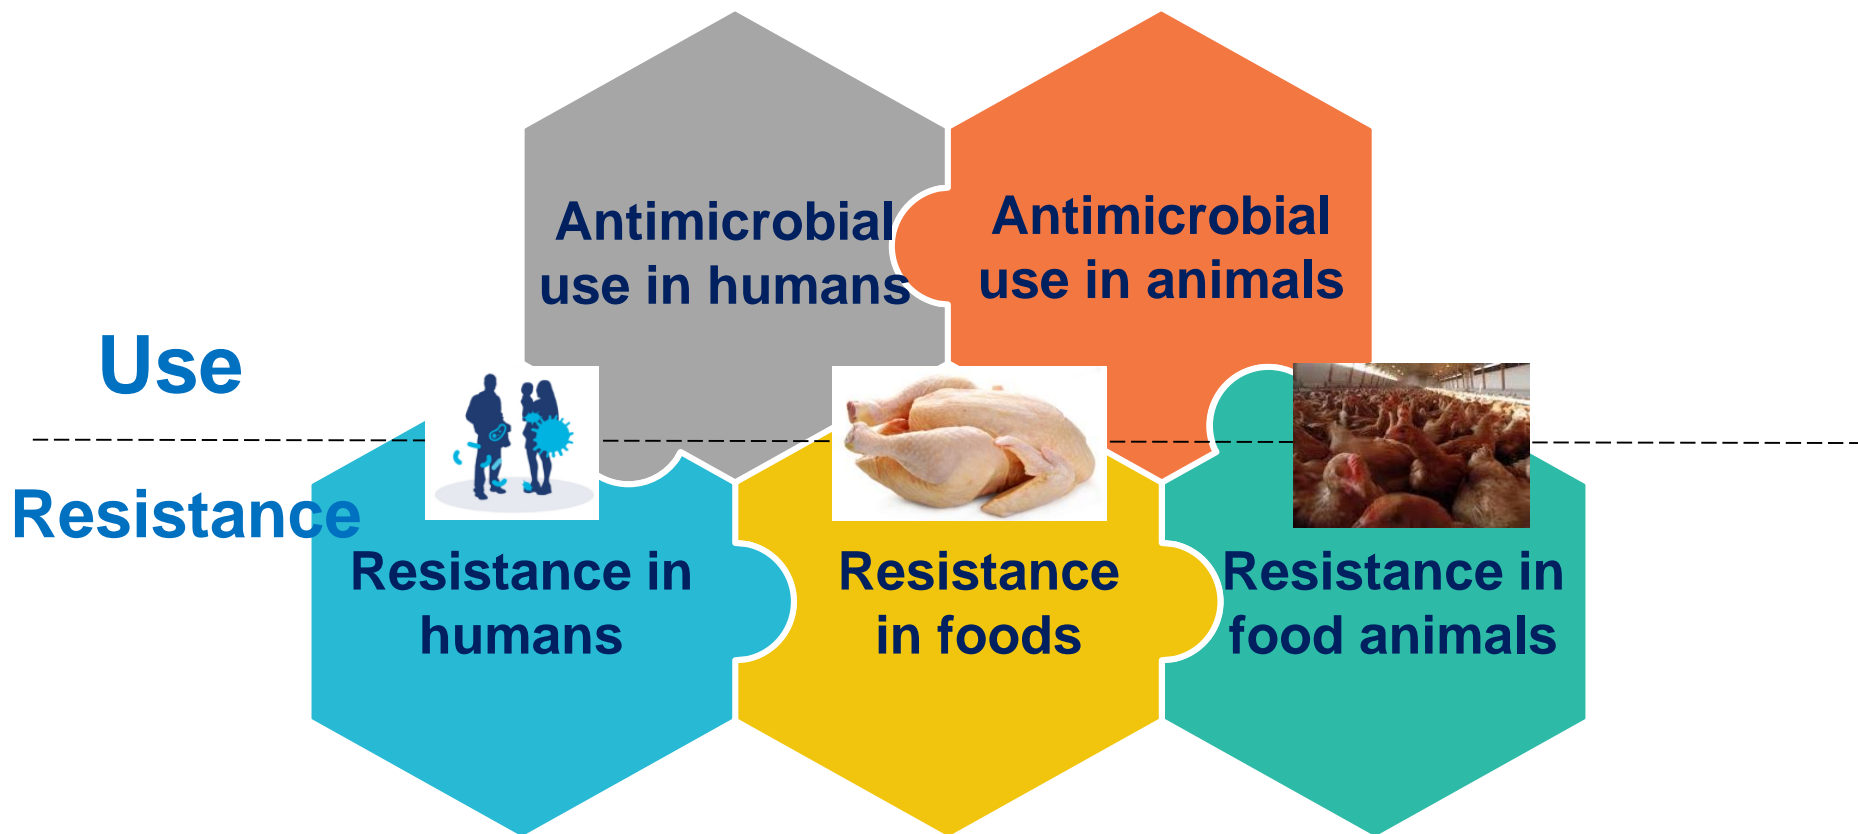 Antimicrobial
use in humans
Antimicrobial
use in animals
Use
Resistance
Resistance in
humans
Resistance
in foods
Resistance in
food animals